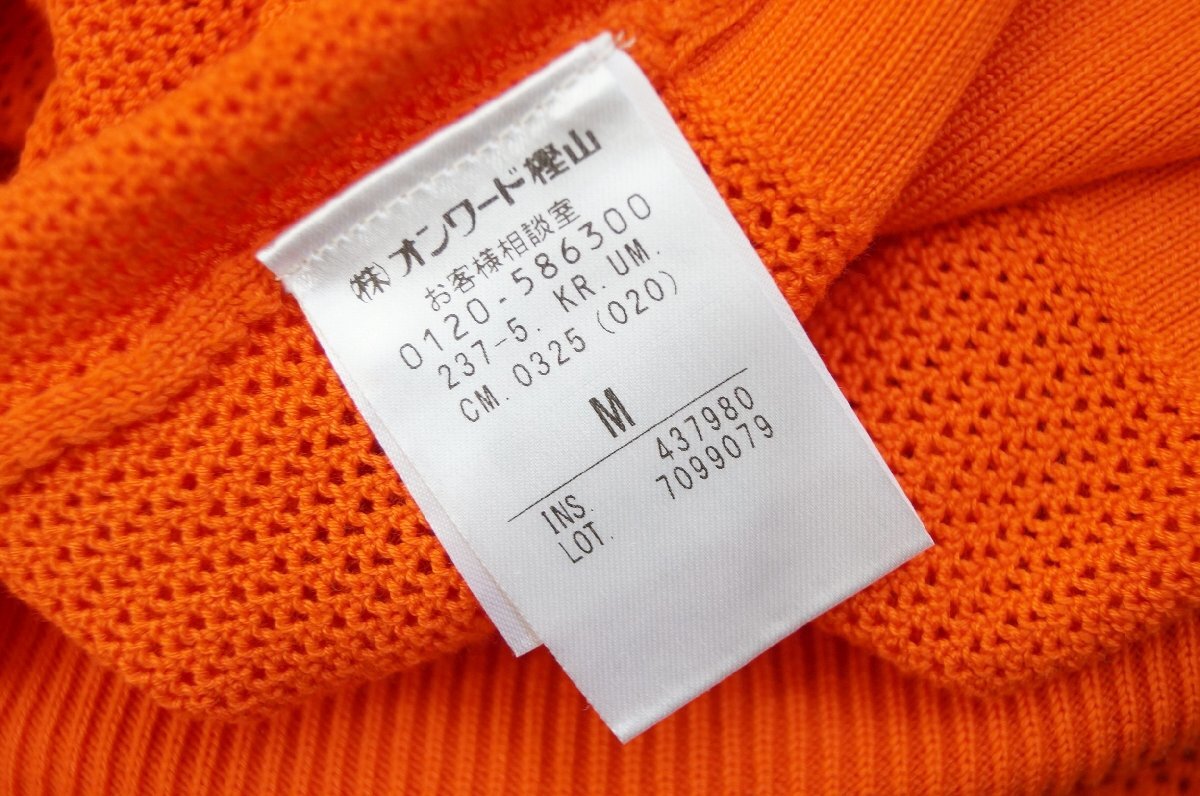 ㈱オンワード樫山
お客様相談室
0120-586300
237-5. KR. UM.
CM. 0325 (020)
M
INS. 437980
LOT. 7099079